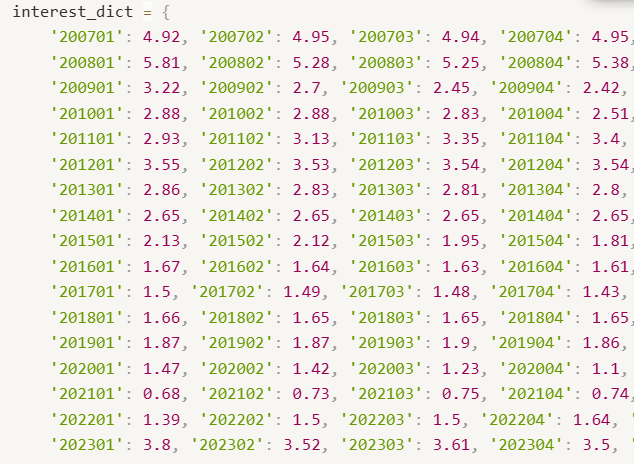 interest_dict = {
'200701': 4.92, '200702': 4.95, '200703': 4.94, '200704': 4.95,
'200801': 5.81, '200802': 5.28, '200803': 5.25, '200804': 5.38,
'200901': 3.22, '200902': 2.7, '200903': 2.45, '200904': 2.42,
'201001': 2.88, '201002': 2.88, '201003': 2.83, '201004': 2.51,
'201101': 2.93, '201102': 3.13, '201103': 3.35, '201104': 3.4,
'201201': 3.55, '201202': 3.53, '201203': 3.54, '201204': 3.54,
'201301': 2.86, '201302': 2.83, '201303': 2.81, '201304': 2.8,
'201401': 2.65, '201402': 2.65, '201403': 2.65, '201404': 2.65,
'201501': 2.13, '201502': 2.12, '201503': 1.95, '201504': 1.81,
'201601': 1.67, '201602': 1.64, '201603': 1.63, '201604': 1.61,
'201701': 1.5, '201702': 1.49, '201703': 1.48, '201704': 1.43,
'201801': 1.66, '201802': 1.65, '201803': 1.65, '201804': 1.65,
'201901': 1.87, '201902': 1.87, '201903': 1.9, '201904': 1.86,
'202001': 1.47, '202002': 1.42, '202003': 1.23, '202004': 1.1,
'202101': 0.68, '202102': 0.73, '202103': 0.75, '202104': 0.74,
'202201': 1.39, '202202': 1.5, '202203': 1.5, '202204': 1.64, '
'202301': 3.8, '202302': 3.52, '202303': 3.61, '202304': 3.5, '